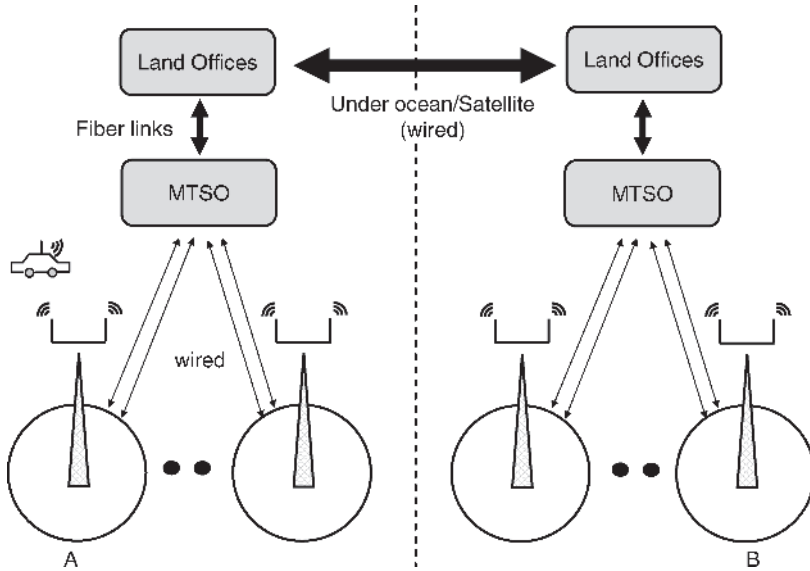 Land Offices
Land Offices
Under ocean/Satellite
(wired)
Fiber links
MTSO
MTSO
wired
A
B